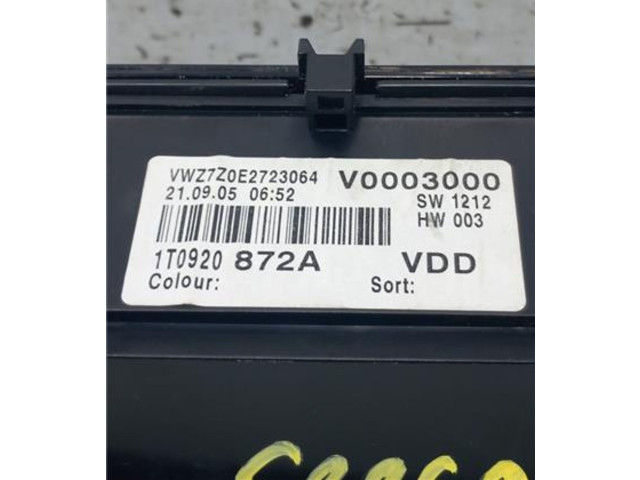 VWZ7Z0E2723064 V0003000
21.09.05 06:52 SW 1212
HW 003
1T0920 872A VDD
Colour: Sort: